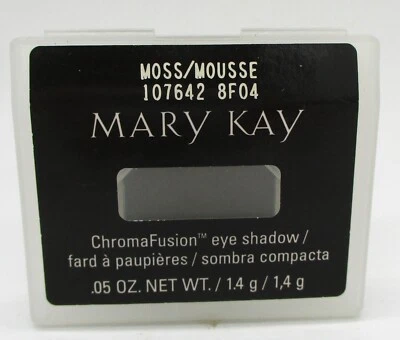 MOSS/MOUSSE
107642 8F04
MARY KAY
ChromaFusion™ eye shadow /
fard à paupières / sombra compacta
.05 OZ. NET WT. / 1.4 g / 1,4 g